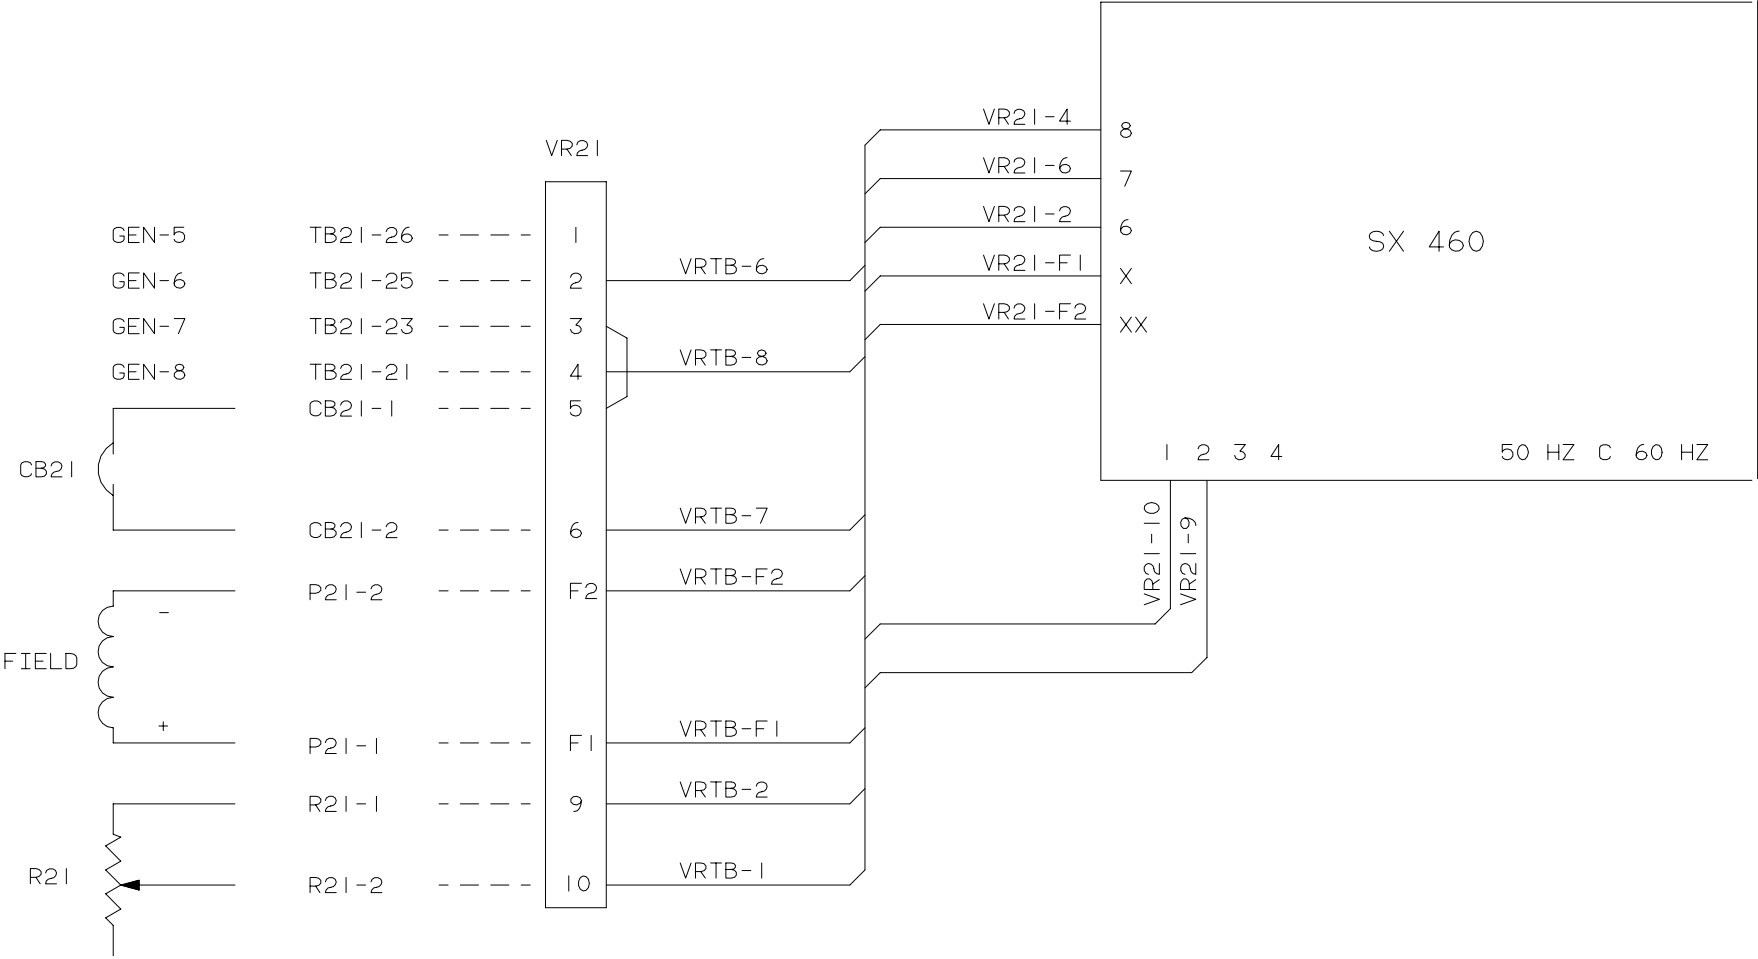 VR21-4 8
VR21
VR21-6 7
VR21-2 6
SX 460
GEN-5 TB21-26 1
VRTB-6
VR21-F1 X
GEN-6 TB21-25 2
VR21-F2 XX
GEN-7 TB21-23 3
VRTB-8
GEN-8 TB21-21 4
CB21-1 5
1 2 3 4 50 HZ C 60 HZ
CB21
VRTB-7
CB21-2 6
VR21-10
VR21-9
VRTB-F2
P21-2 F2
-
FIELD
+
VRTB-F1
P21-1 F1
VRTB-2
R21-1 9
VRTB-1
R21
R21-2 10